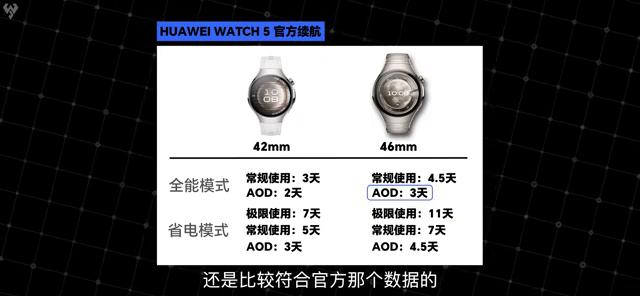 HUAWEI WATCH 5 官方续航
42mm
46mm
全能模式
常规使用：3天
AOD：2天
常规使用：4.5天
AOD：3天
省电模式
极限使用：7天
常规使用：5天
AOD：3天
极限使用：11天
常规使用：7天
AOD：4.5天
还是比较符合官方那个数据的